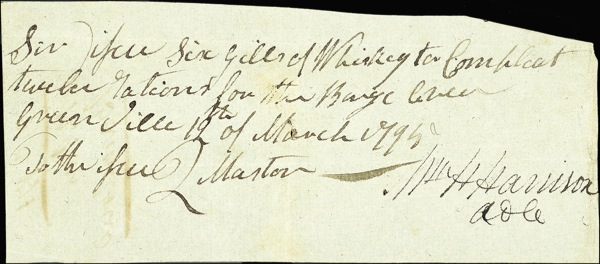 Sir Issue Six Gills of Whiskey to Compleat
twelve rations for the Barge Crew
Green Ville 12th of March 1795
To the issue Master Wm H Harrison
adc